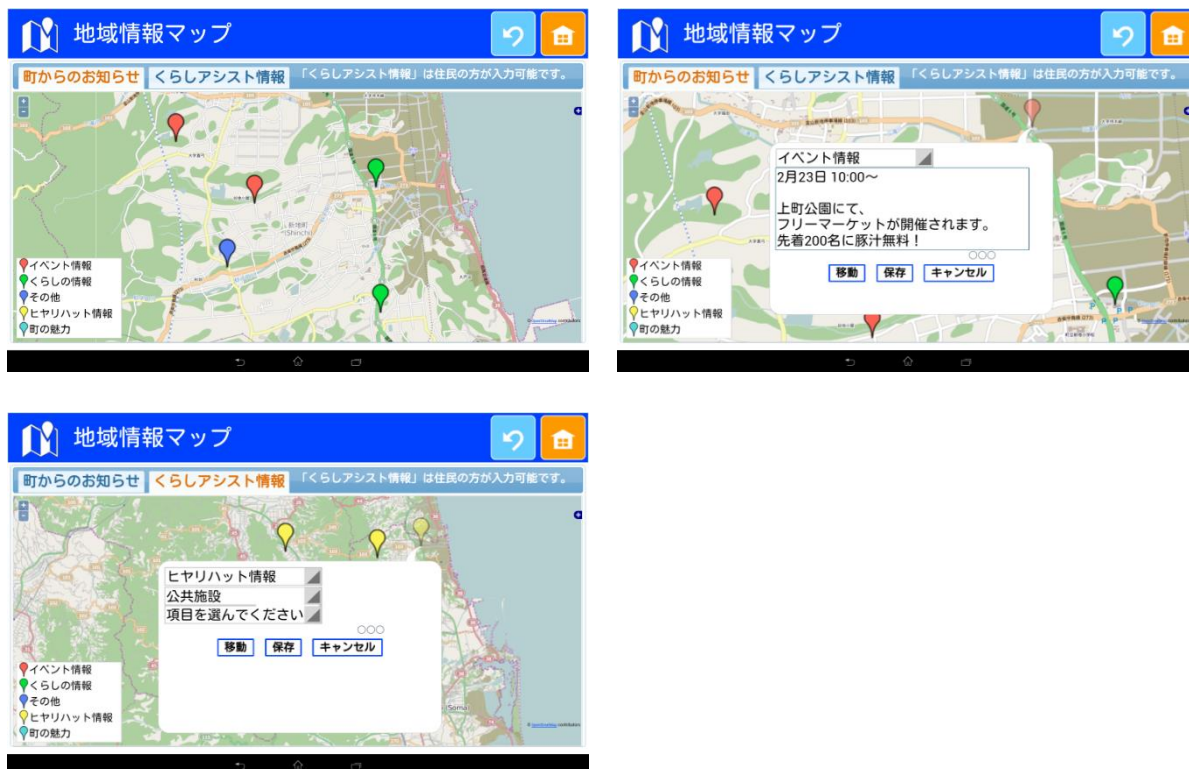 地域情報マップ
町からのお知らせ
くらしアシスト情報
「くらしアシスト情報」は住民の方が入力可能です。
新地町
(Shinchi)
イベント情報
くらしの情報
その他
ヒヤリハット情報
町の魅力
地域情報マップ
町からのお知らせ
くらしアシスト情報
「くらしアシスト情報」は住民の方が入力可能です。
イベント情報
2月23日 10:00～
上町公園にて、
フリーマーケットが開催されます。
先着200名に豚汁無料！
○○○
移動 保存 キャンセル
イベント情報
くらしの情報
その他
ヒヤリハット情報
町の魅力
地域情報マップ
町からのお知らせ
くらしアシスト情報
「くらしアシスト情報」は住民の方が入力可能です。
ヒヤリハット情報
公共施設
項目を選んでください
○○○
移動 保存 キャンセル
(Soma)
イベント情報
くらしの情報
その他
ヒヤリハット情報
町の魅力